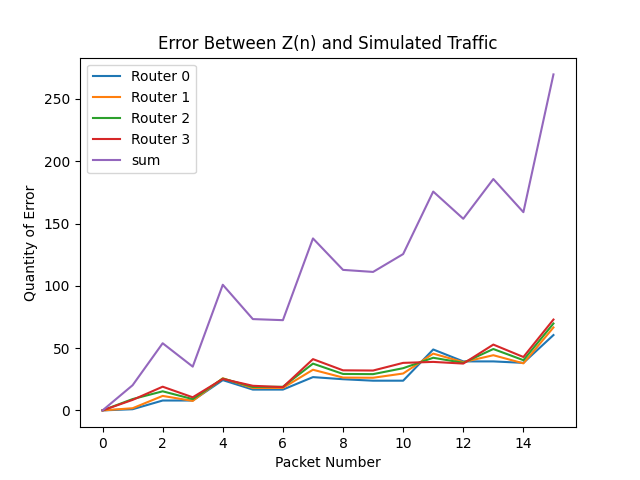 Error Between Z(n) and Simulated Traffic
Router 0
Router 1
Router 2
Router 3
sum
250
200
150
100
50
0
Quantity of Error
0 2 4 6 8 10 12 14
Packet Number